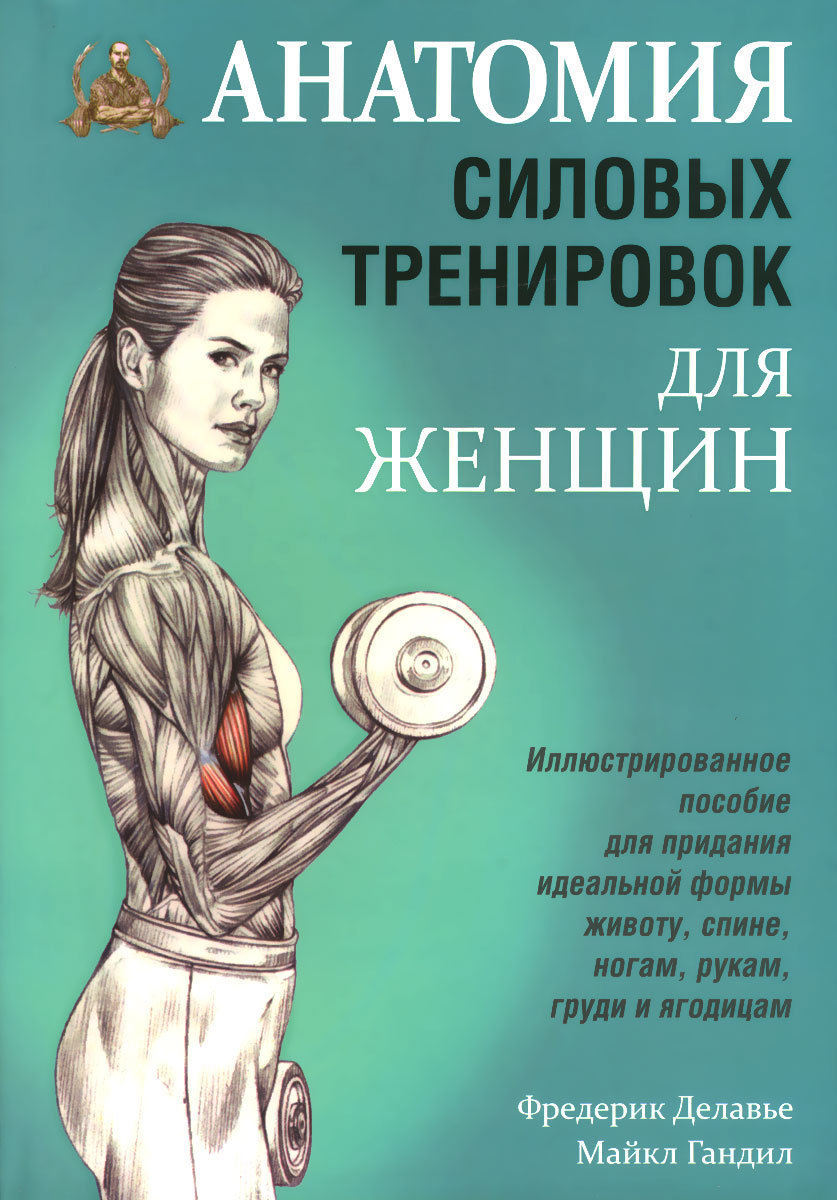 АНАТОМИЯ
СИЛОВЫХ
ТРЕНИРОВОК
ДЛЯ
ЖЕНЩИН
Иллюстрированное
пособие
для придания
идеальной формы
животу, спине,
ногам, рукам,
груди и ягодицам
Фредерик Делавье
Майкл Гандил